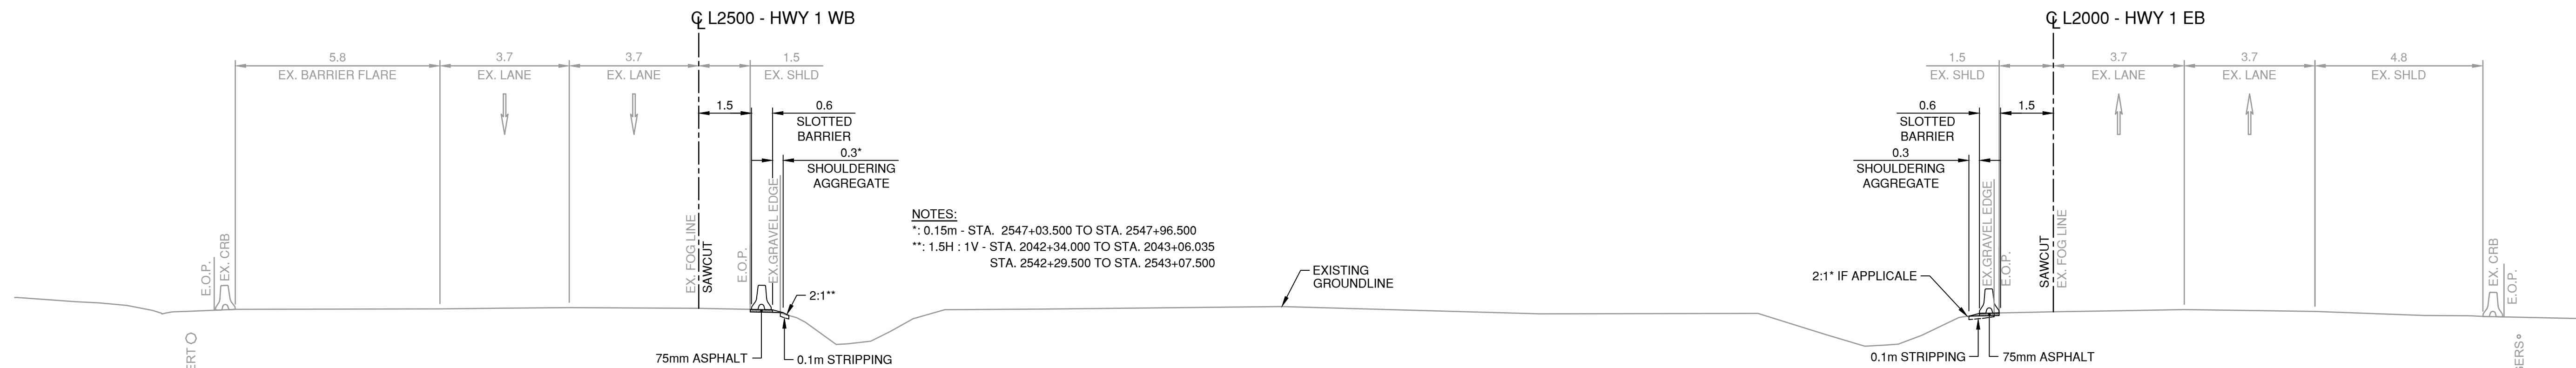 ℄ L2500 - HWY 1 WB
℄ L2000 - HWY 1 EB
5.8
EX. BARRIER FLARE
3.7
EX. LANE
3.7
EX. LANE
1.5
EX. SHLD
1.5
0.6
SLOTTED
BARRIER
0.3*
SHOULDERING
AGGREGATE
E.O.P.
EX. CRB
EX. FOG LINE
SAWCUT
E.O.P.
EX.GRAVEL EDGE
2:1**
75mm ASPHALT
0.1m STRIPPING
ERT
NOTES:
*: 0.15m - STA. 2547+03.500 TO STA. 2547+96.500
**: 1.5H : 1V - STA. 2042+34.000 TO STA. 2043+06.035
STA. 2542+29.500 TO STA. 2543+07.500
EXISTING
GROUNDLINE
1.5
EX. SHLD
3.7
EX. LANE
3.7
EX. LANE
4.8
EX. SHLD
0.6
SLOTTED
BARRIER
1.5
0.3
SHOULDERING
AGGREGATE
EX.GRAVEL EDGE
E.O.P.
SAWCUT
EX. FOG LINE
EX. CRB
E.O.P.
2:1* IF APPLICALE
0.1m STRIPPING
75mm ASPHALT
GERS